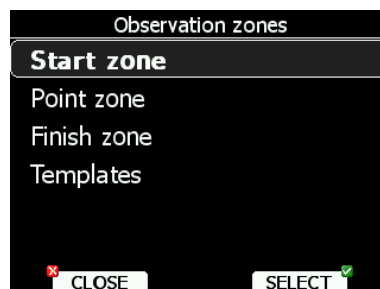 Observation zones
Start zone
Point zone
Finish zone
Templates
CLOSE SELECT